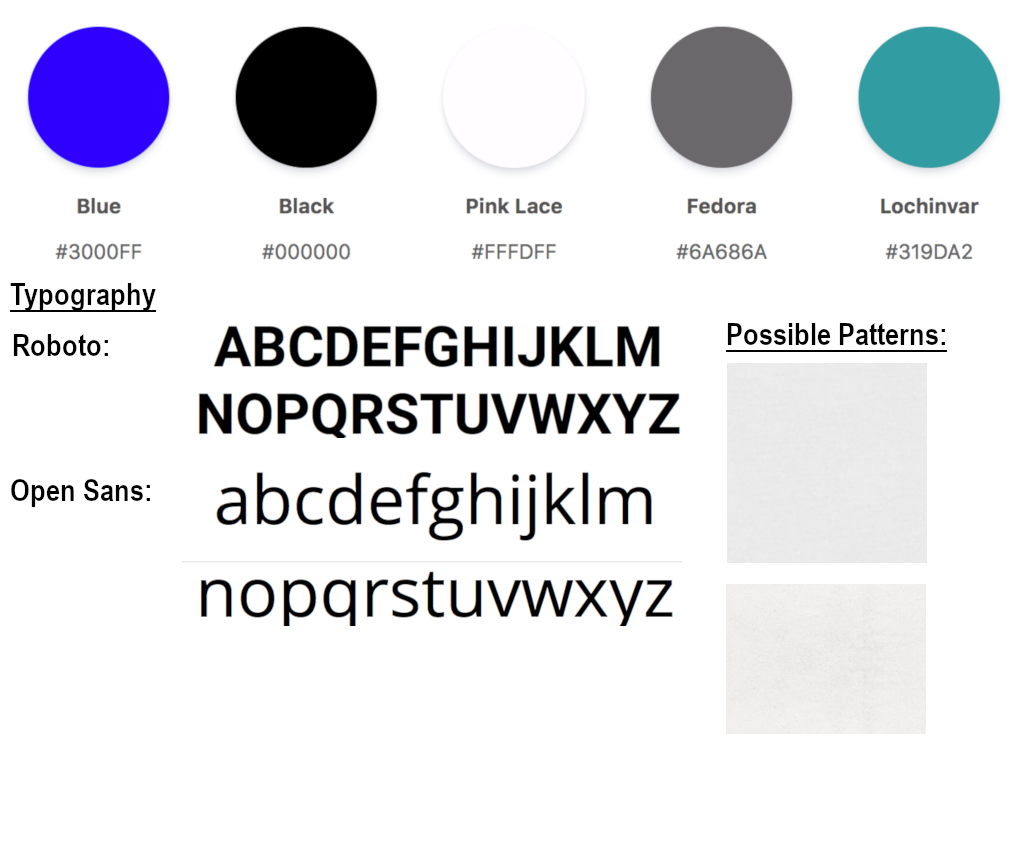 Blue Black Pink Lace Fedora Lochinvar
#3000FF #000000 #FFFDFF #6A686A #319DA2
Typography
Roboto:
ABCDEFGHIJKLM
NOPQRSTUVWXYZ
Open Sans:
abcdefghijklm
nopqrstuvwxyz
Possible Patterns: